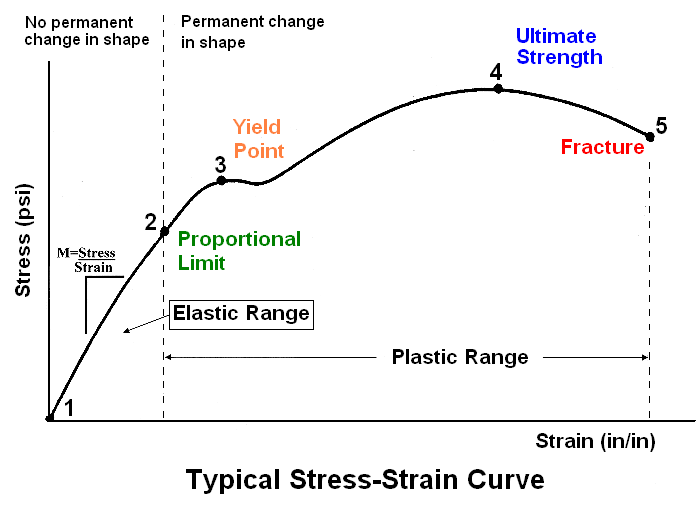 No permanent
change in shape
Permanent change
in shape
Ultimate
Strength
4
5
Yield
Point
Fracture
3
2
Proportional
Limit
M=Stress
Strain
Elastic Range
Plastic Range
1
Stress (psi)
Strain (in/in)
Typical Stress-Strain Curve